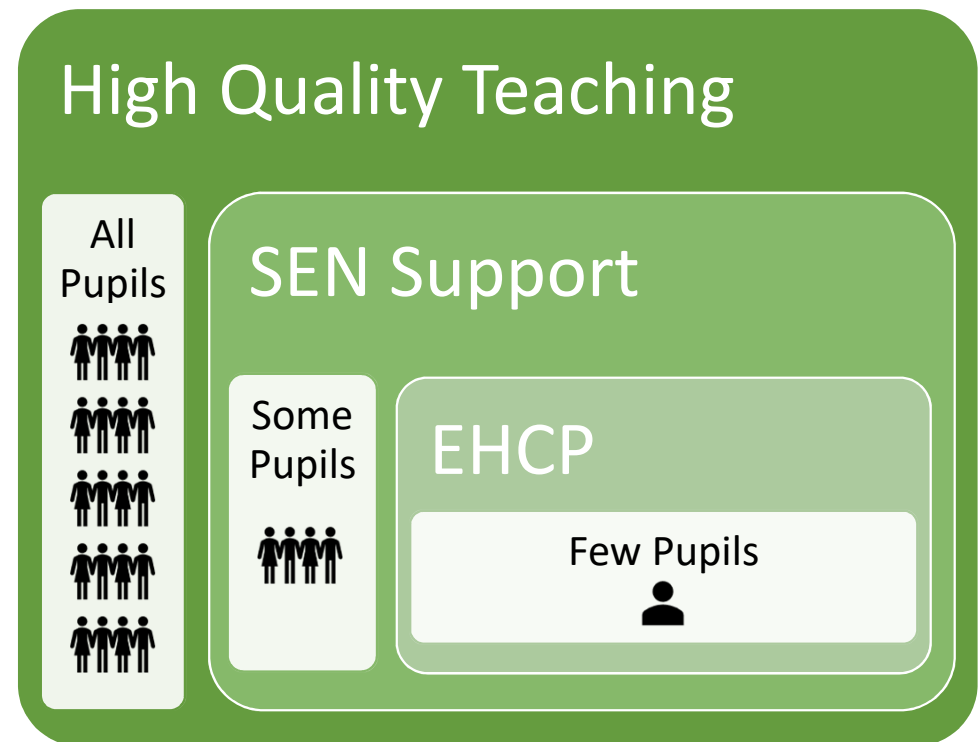 High Quality Teaching
All
Pupils
SEN Support
Some
Pupils
EHCP
Few Pupils